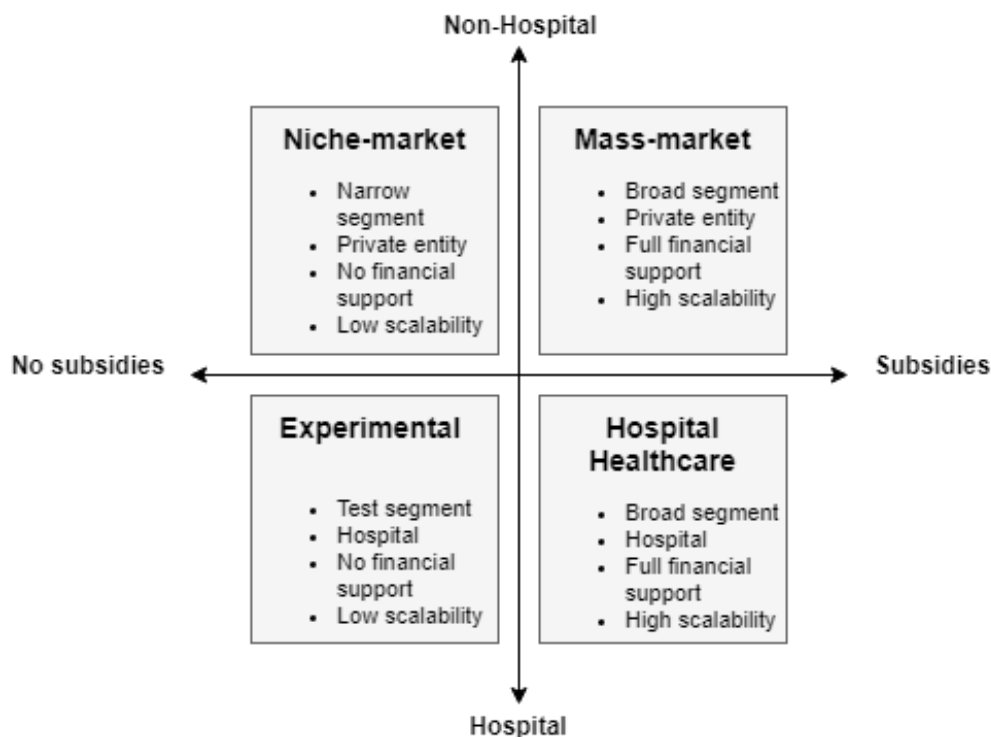 Non-Hospital
Niche-market
• Narrow
segment
• Private entity
• No financial
support
• Low scalability
Mass-market
• Broad segment
• Private entity
• Full financial
support
• High scalability
No subsidies
Subsidies
Experimental
• Test segment
• Hospital
• No financial
support
• Low scalability
Hospital
Healthcare
• Broad segment
• Hospital
• Full financial
support
• High scalability
Hospital